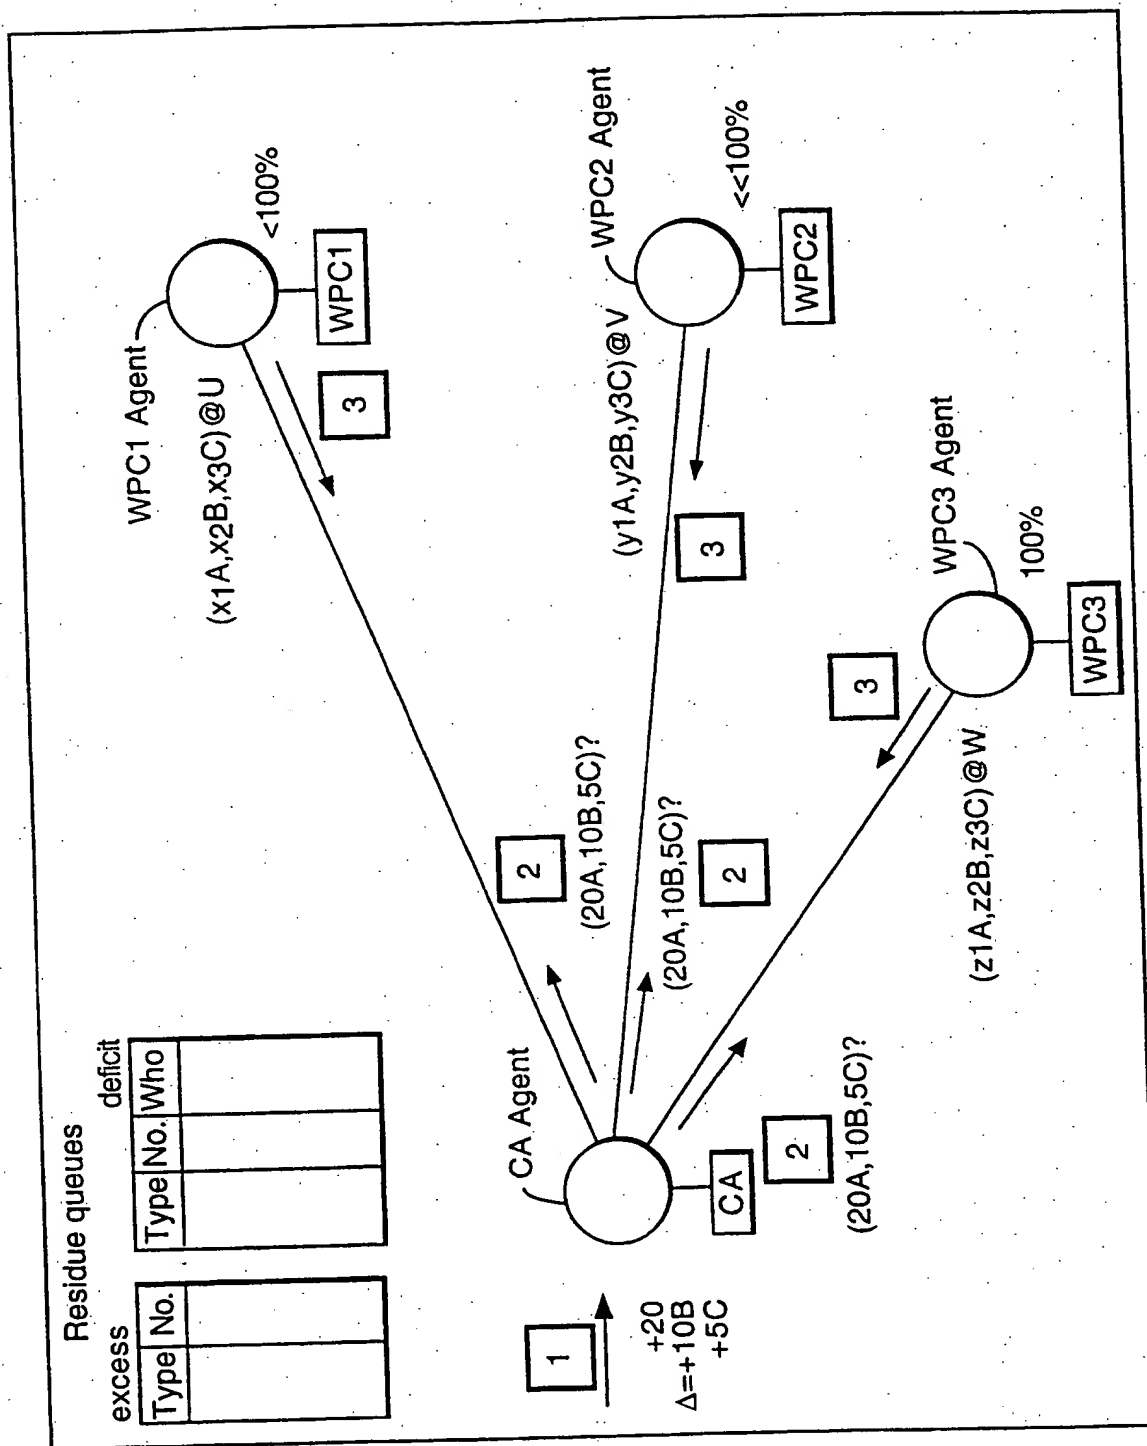 Residue queues
excess
Type No.
deficit
Type No. Who
1
+20
Δ=+10B
+5C
CA Agent
CA
2
(20A,10B,5C)?
(20A,10B,5C)?
2
2
(20A,10B,5C)?
WPC1 Agent
(x1A,x2B,x3C)@U
<100%
WPC1
3
WPC2 Agent
(y1A,y2B,y3C)@V
<<100%
WPC2
3
WPC3 Agent
(z1A,z2B,z3C)@W
100%
WPC3
3